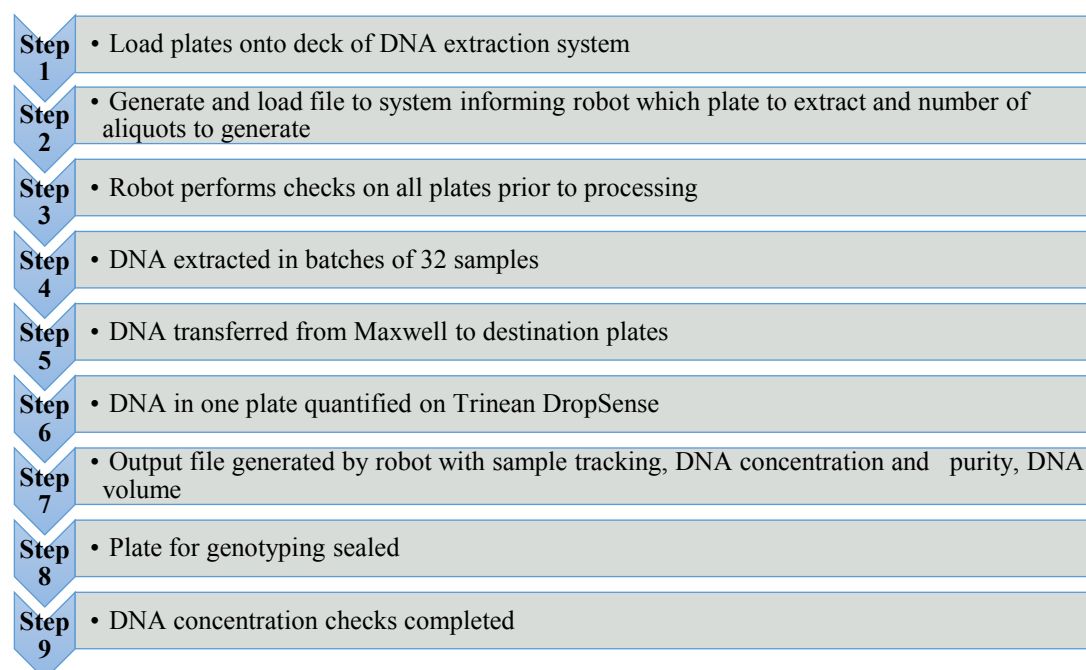 Step 1
• Load plates onto deck of DNA extraction system
Step 2
• Generate and load file to system informing robot which plate to extract and number of
aliquots to generate
Step 3
• Robot performs checks on all plates prior to processing
Step 4
• DNA extracted in batches of 32 samples
Step 5
• DNA transferred from Maxwell to destination plates
Step 6
• DNA in one plate quantified on Trinean DropSense
Step 7
• Output file generated by robot with sample tracking, DNA concentration and purity, DNA
volume
Step 8
• Plate for genotyping sealed
Step 9
• DNA concentration checks completed